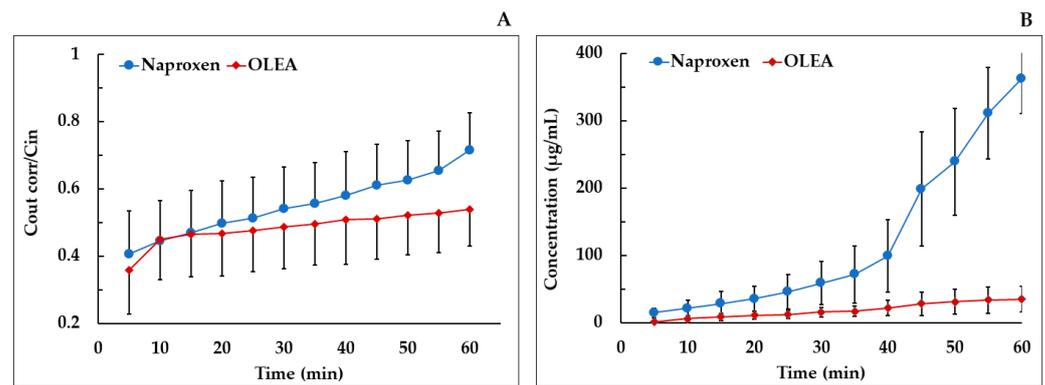 A
Naproxen OLEA
Cout corr/Cin
1
0.8
0.6
0.4
0.2
0 10 20 30 40 50 60
Time (min)
B
Naproxen OLEA
Concentration (µg/mL)
400
300
200
100
0
0 10 20 30 40 50 60
Time (min)